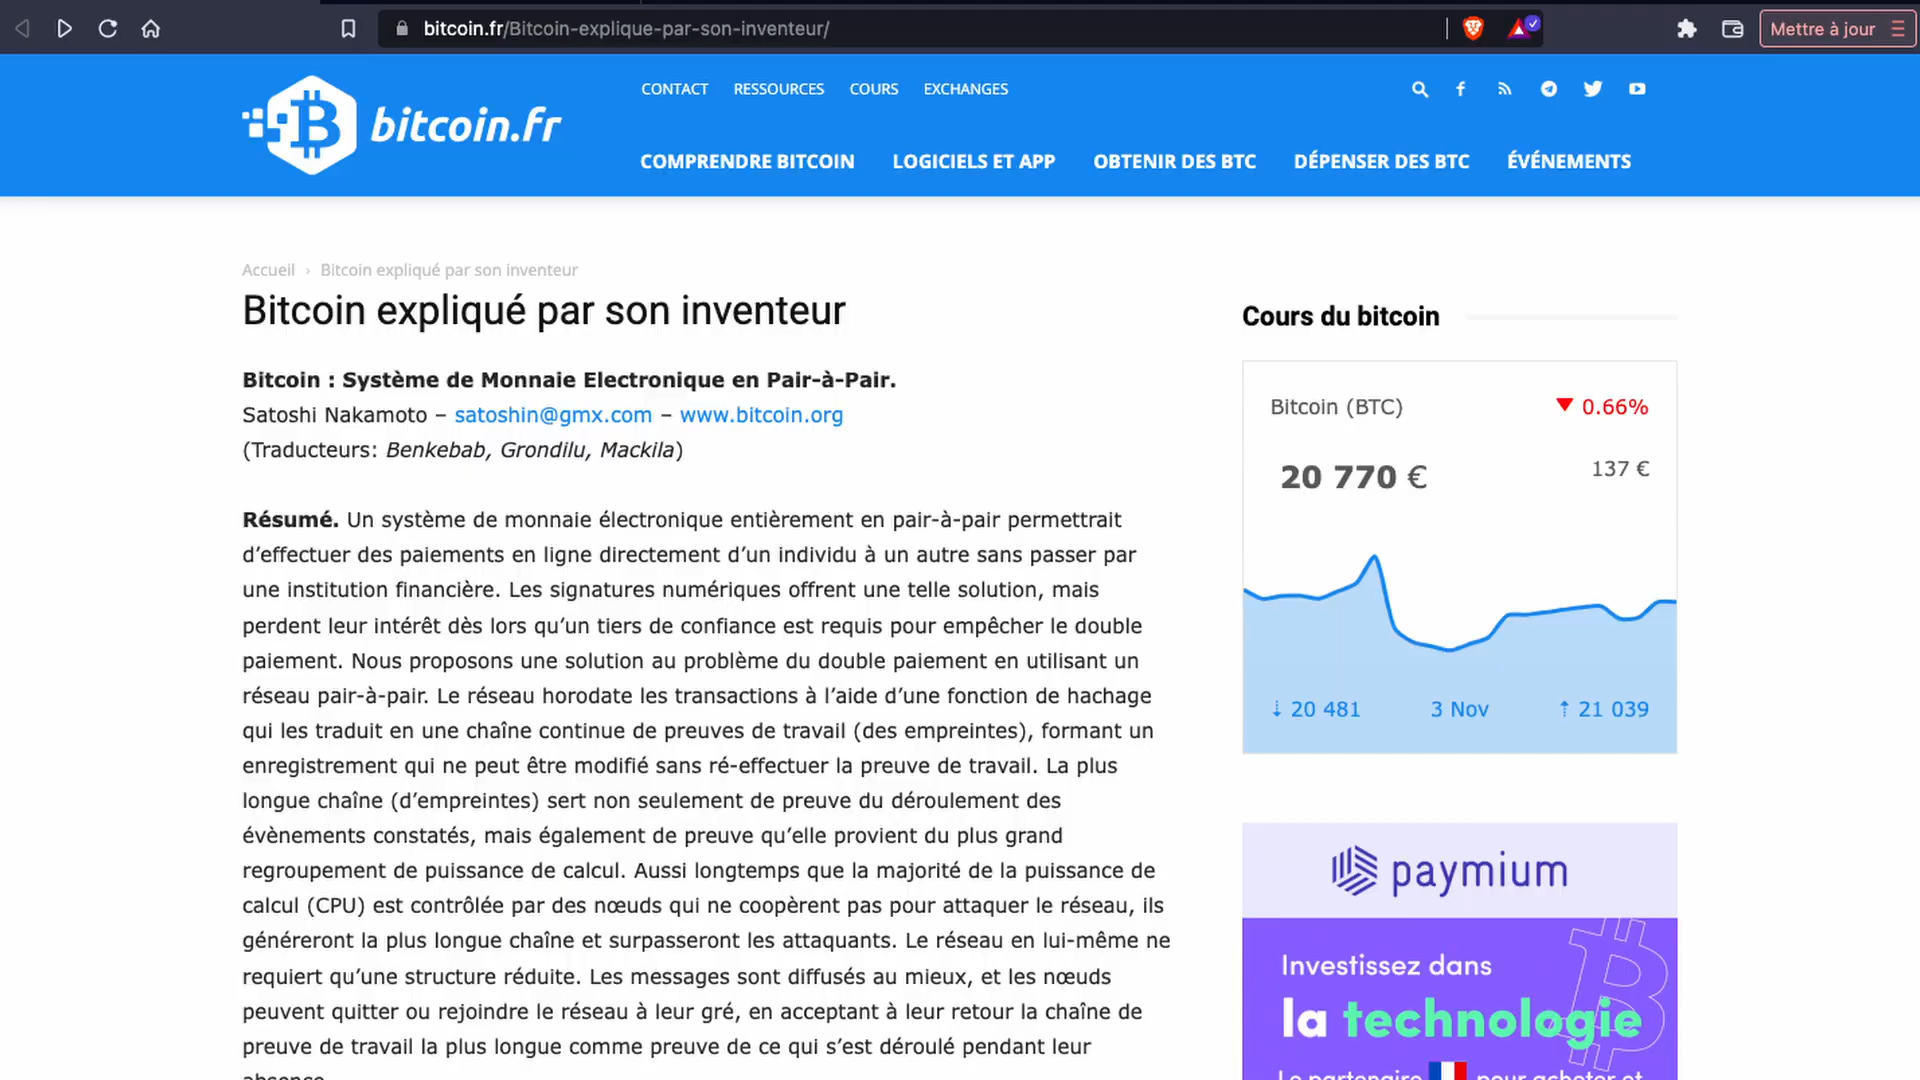 bitcoin.fr/Bitcoin-explique-par-son-inventeur/
Mettre à jour
CONTACT RESSOURCES COURS EXCHANGES
bitcoin.fr
COMPRENDRE BITCOIN LOGICIELS ET APP OBTENIR DES BTC DÉPENSER DES BTC ÉVÉNEMENTS
Accueil › Bitcoin expliqué par son inventeur
Bitcoin expliqué par son inventeur
Bitcoin : Système de Monnaie Electronique en Pair-à-Pair.
Satoshi Nakamoto – satoshin@gmx.com – www.bitcoin.org
(Traducteurs: Benkebab, Grondilu, Mackila)
Résumé. Un système de monnaie électronique entièrement en pair-à-pair permettrait
d’effectuer des paiements en ligne directement d’un individu à un autre sans passer par
une institution financière. Les signatures numériques offrent une telle solution, mais
perdent leur intérêt dès lors qu’un tiers de confiance est requis pour empêcher le double
paiement. Nous proposons une solution au problème du double paiement en utilisant un
réseau pair-à-pair. Le réseau horodate les transactions à l’aide d’une fonction de hachage
qui les traduit en une chaîne continue de preuves de travail (des empreintes), formant un
enregistrement qui ne peut être modifié sans ré-effectuer la preuve de travail. La plus
longue chaîne (d’empreintes) sert non seulement de preuve du déroulement des
évènements constatés, mais également de preuve qu’elle provient du plus grand
regroupement de puissance de calcul. Aussi longtemps que la majorité de la puissance de
calcul (CPU) est contrôlée par des nœuds qui ne coopèrent pas pour attaquer le réseau, ils
généreront la plus longue chaîne et surpasseront les attaquants. Le réseau en lui-même ne
requiert qu’une structure réduite. Les messages sont diffusés au mieux, et les nœuds
peuvent quitter ou rejoindre le réseau à leur gré, en acceptant à leur retour la chaîne de
preuve de travail la plus longue comme preuve de ce qui s’est déroulé pendant leur
absence.
Cours du bitcoin
Bitcoin (BTC) ▼ 0.66%
20 770 € 137 €
↓ 20 481 3 Nov ↑ 21 039
paymium
Investissez dans
la technologie
Le partenaire pour acheter et